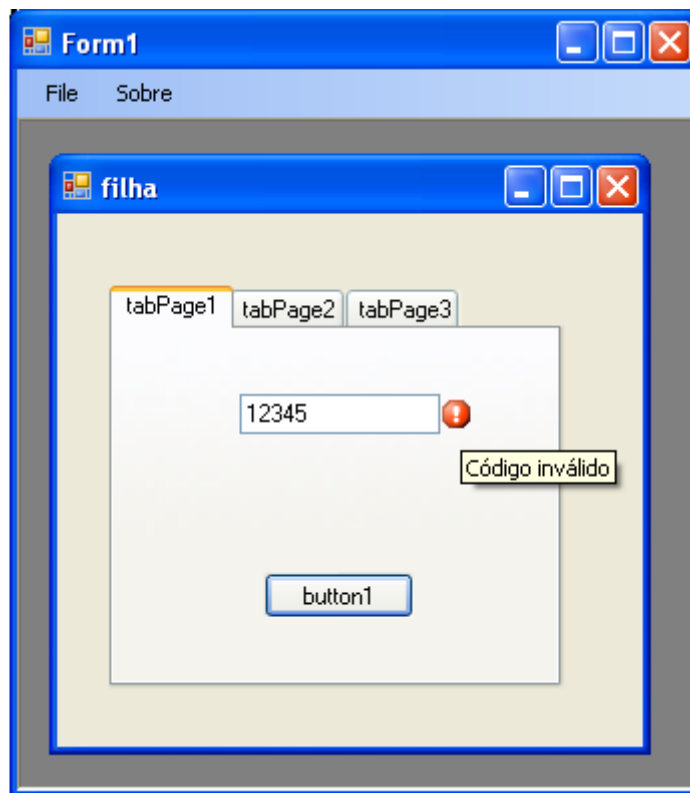 Form1
File Sobre
filha
tabPage1 tabPage2 tabPage3
12345
Código inválido
button1